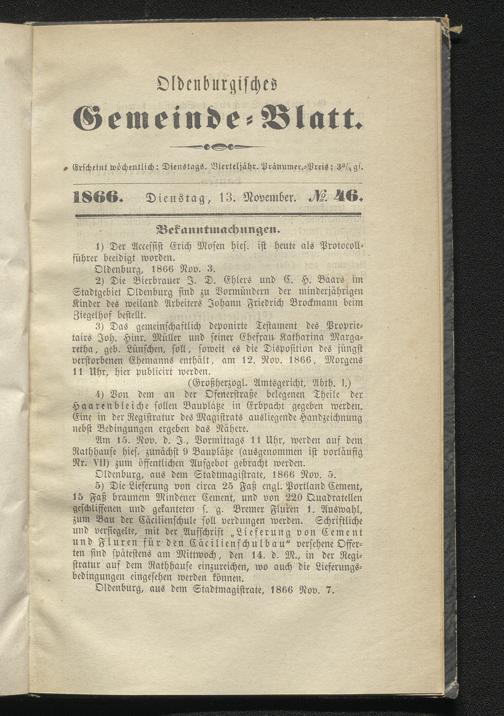 Oldenburgisches
Gemeinde-Blatt.
Erscheint wöchentlich: Dienstags. Vierteljähr. Pränumer.-Preis: 3¾ gr.
1866. Dienstag, 13. November. № 46.
Bekanntmachungen.
1) Der Accessist Erich Mosen hies. ist heute als Protocoll-
führer beeidigt worden.
Oldenburg, 1866 Nov. 3.
2) Die Bierbrauer J. D. Ehlers und C. H. Baars im
Stadtgebiet Oldenburg sind zu Vormündern der minderjährigen
Kinder des weiland Arbeiters Johann Friedrich Brockmann beim
Ziegelhof bestellt.
3) Das gemeinschaftlich deponirte Testament des Proprie-
tairs Joh. Hinr. Müller und seiner Ehefrau Katharina Marga-
retha, geb. Lünschen, soll, soweit es die Disposition des jüngst
verstorbenen Ehemanns enthält, am 12. Nov. 1866, Morgens
11 Uhr, hier publicirt werden.
(Großherzogl. Amtsgericht, Abth. I.)
4) Von dem an der Ofenerstraße belegenen Theile der
Haarenbleiche sollen Bauplätze in Erbpacht gegeben werden.
Eine in der Registratur des Magistrats ausliegende Handzeichnung
nebst Bedingungen ergeben das Nähere.
Am 15. Nov. d. J., Vormittags 11 Uhr, werden auf dem
Rathhause hies. zunächst 9 Bauplätze (ausgenommen ist vorläufig
Nr. VII) zum öffentlichen Aufgebot gebracht werden.
Oldenburg, aus dem Stadtmagistrate, 1866 Nov. 5.
5) Die Lieferung von circa 25 Faß engl. Portland Cement,
15 Faß braunem Mindener Cement, und von 220 Quadratellen
geschliffenen und gekanteten s. g. Bremer Fluren 1. Auswahl,
zum Bau der Cäcilienschule soll verdungen werden. Schriftliche
und versiegelte, mit der Aufschrift „Lieferung von Cement
und Fluren für den Cäcilienschulbau“ versehene Offer-
ten sind spätestens am Mittwoch, den 14. d. M., in der Regi-
stratur auf dem Rathhause einzureichen, wo auch die Lieferungs-
bedingungen eingesehen werden können.
Oldenburg, aus dem Stadtmagistrate, 1866 Nov. 7.